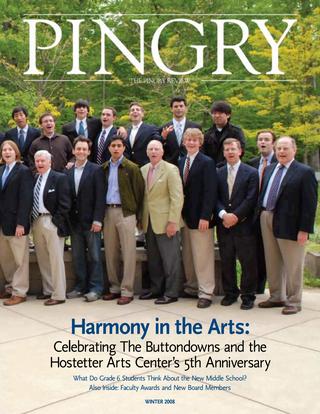 PINGRY
THE PINGRY REVIEW
Harmony in the Arts:
Celebrating The Buttondowns and the
Hostetter Arts Center's 5th Anniversary
What Do Grade 6 Students Think About the New Middle School?
Also Inside: Faculty Awards and New Board Members
WINTER 2008